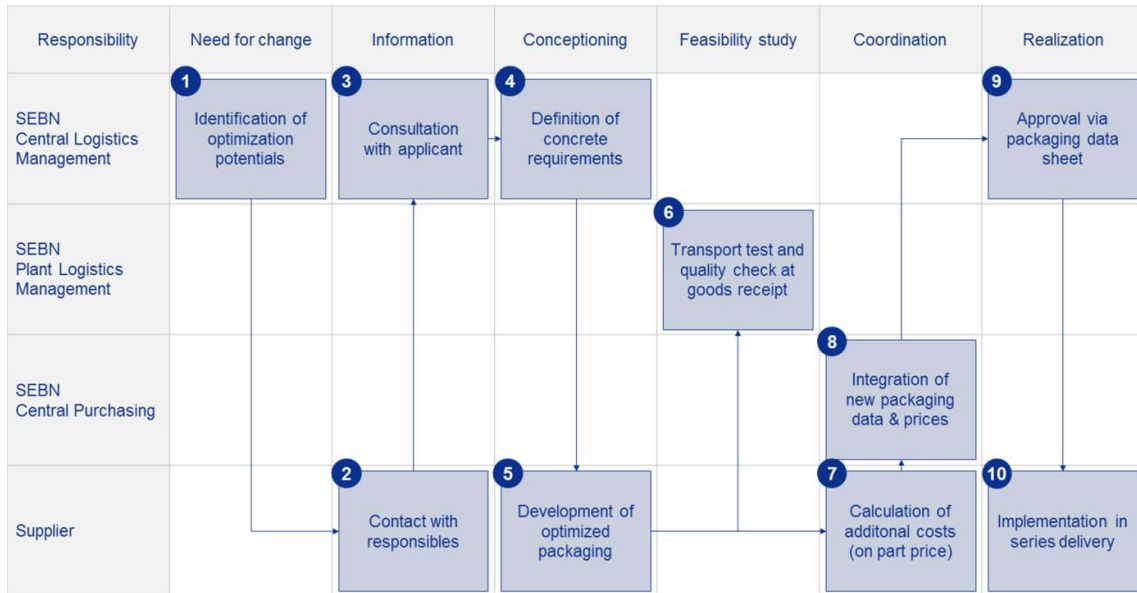 Responsibility
Need for change
Information
Conceptioning
Feasibility study
Coordination
Realization
SEBN
Central Logistics
Management
1
Identification of
optimization
potentials
3
Consultation
with applicant
4
Definition of
concrete
requirements
9
Approval via
packaging data
sheet
SEBN
Plant Logistics
Management
6
Transport test and
quality check at
goods receipt
SEBN
Central Purchasing
8
Integration of
new packaging
data & prices
Supplier
2
Contact with
responsibles
5
Development of
optimized
packaging
7
Calculation of
additonal costs
(on part price)
10
Implementation in
series delivery